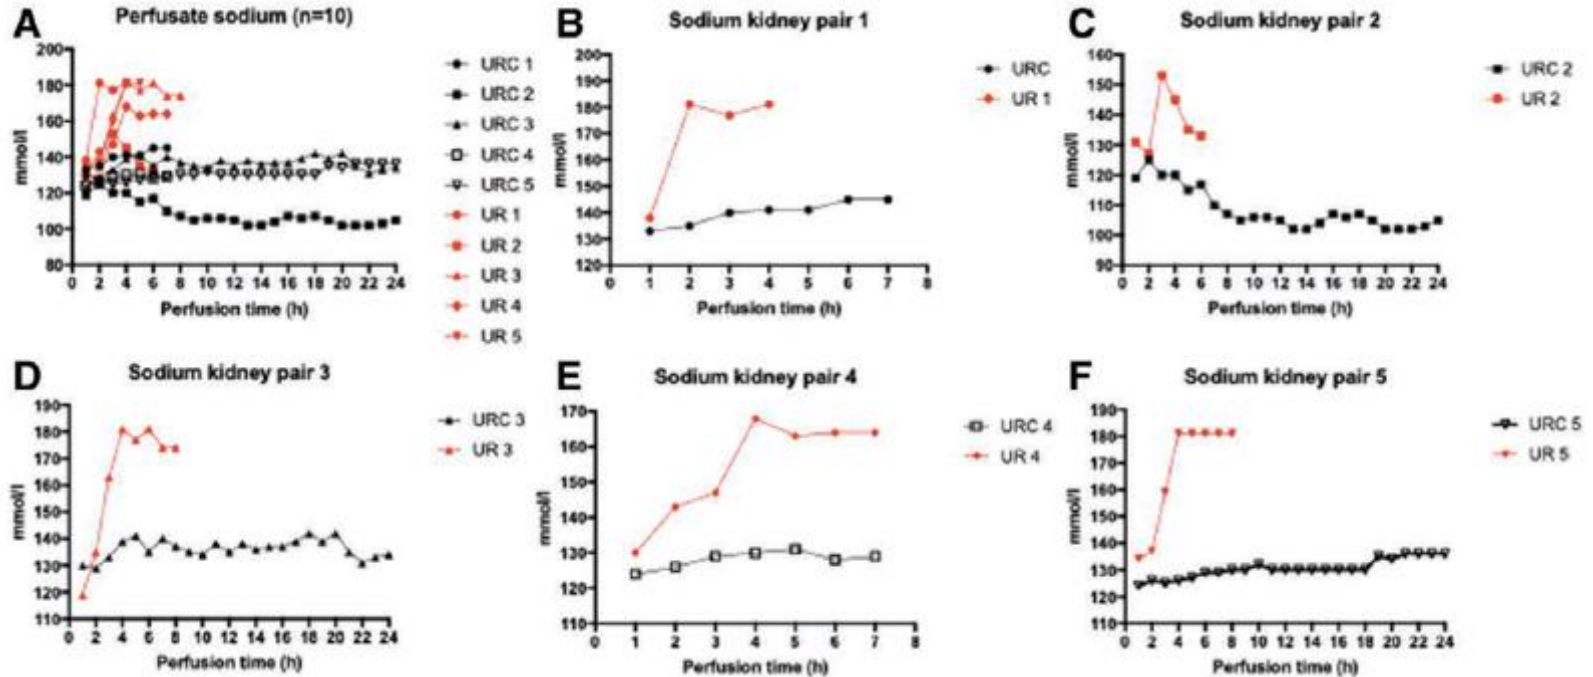 A
Perfusate sodium (n=10)
200
180
160
140
120
100
80
mmol/l
0 2 4 6 8 10 12 14 16 18 20 22 24
Perfusion time (h)
URC 1
URC 2
URC 3
URC 4
URC 5
UR 1
UR 2
UR 3
UR 4
UR 5
B
Sodium kidney pair 1
200
190
180
170
160
150
140
130
120
mmol/l
0 1 2 3 4 5 6 7 8
Perfusion time (h)
URC
UR 1
C
Sodium kidney pair 2
160
150
140
130
120
110
100
90
mmol/l
0 2 4 6 8 10 12 14 16 18 20 22 24
Perfusion time (h)
URC 2
UR 2
D
Sodium kidney pair 3
190
180
170
160
150
140
130
120
110
mmol/l
0 2 4 6 8 10 12 14 16 18 20 22 24
Perfusion time (h)
URC 3
UR 3
E
Sodium kidney pair 4
170
160
150
140
130
120
110
mmol/l
0 1 2 3 4 5 6 7 8
Perfusion time (h)
URC 4
UR 4
F
Sodium kidney pair 5
190
180
170
160
150
140
130
120
110
mmol/l
0 2 4 6 8 10 12 14 16 18 20 22 24
Perfusion time (h)
URC 5
UR 5